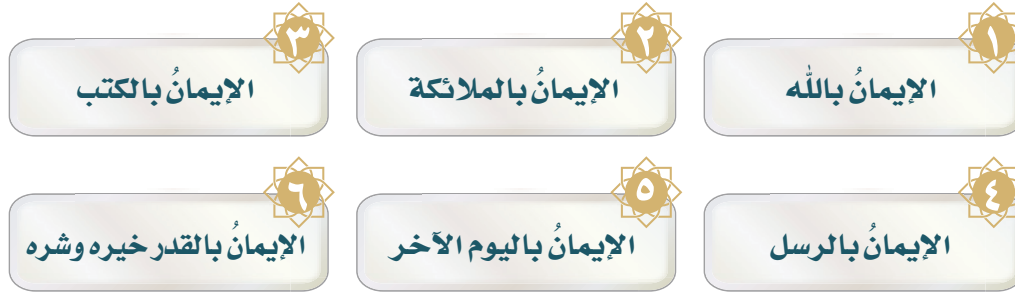 ١
الإيمانُ بالله
٢
الإيمانُ بالملائكة
٣
الإيمانُ بالكتب
٤
الإيمانُ بالرسل
٥
الإيمانُ باليوم الآخر
٦
الإيمانُ بالقدر خيره وشره